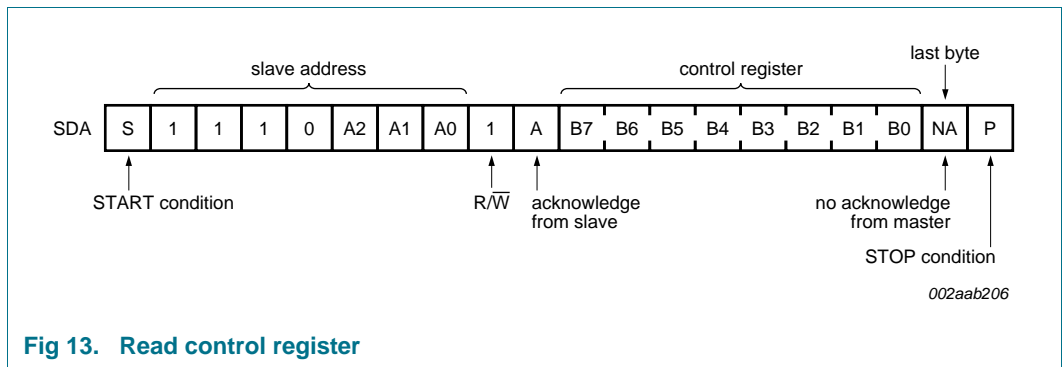 last byte
slave address control register
SDA S 1 1 1 0 A2 A1 A0 1 A B7 B6 B5 B4 B3 B2 B1 B0 NA P
START condition R/W̅ acknowledge from slave no acknowledge from master
STOP condition
002aab206
Fig 13. Read control register